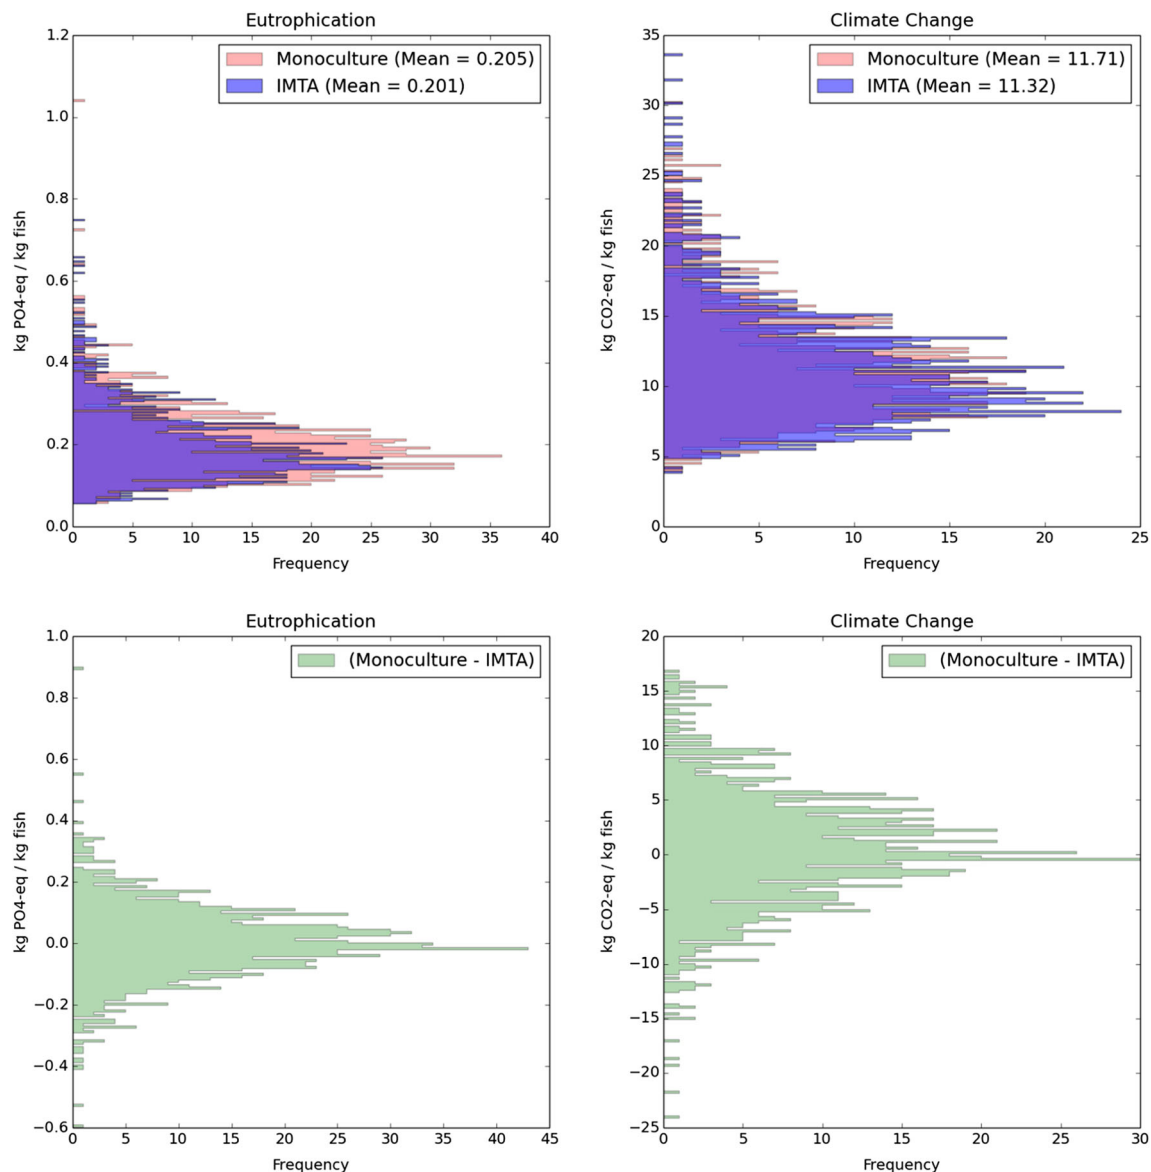 Eutrophication
1.2
1.0
0.8
0.6
0.4
0.2
0.0
kg PO4-eq / kg fish
Monoculture (Mean = 0.205)
IMTA (Mean = 0.201)
0 5 10 15 20 25 30 35 40
Frequency
Climate Change
35
30
25
20
15
10
5
0
kg CO2-eq / kg fish
Monoculture (Mean = 11.71)
IMTA (Mean = 11.32)
0 5 10 15 20 25
Frequency
Eutrophication
1.0
0.8
0.6
0.4
0.2
0.0
−0.2
−0.4
−0.6
kg PO4-eq / kg fish
(Monoculture - IMTA)
0 5 10 15 20 25 30 35 40 45
Frequency
Climate Change
20
15
10
5
0
−5
−10
−15
−20
−25
kg CO2-eq / kg fish
(Monoculture - IMTA)
0 5 10 15 20 25 30
Frequency